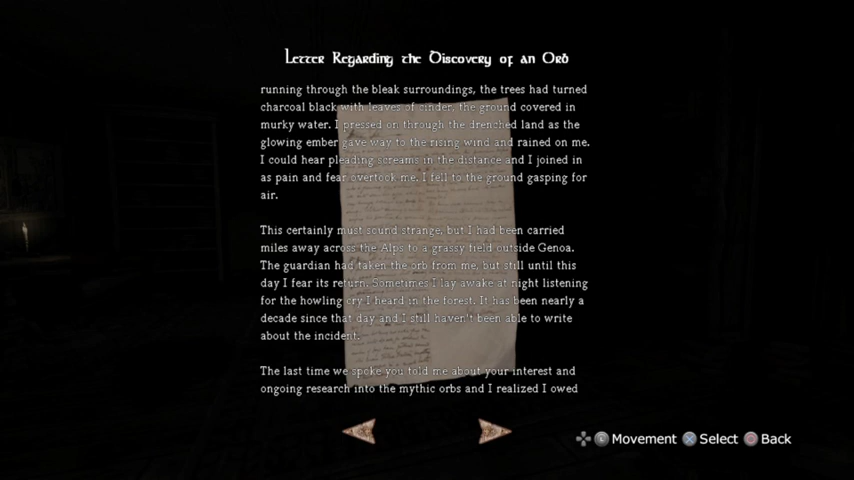 Letter Regarding the Discovery of an Orb
running through the bleak surroundings, the trees had turned
charcoal black with leaves of cinder, the ground covered in
murky water. I pressed on through the drenched land as the
glowing ember gave way to the rising wind and rained on me.
I could hear pleading screams in the distance and I joined in
as pain and fear overtook me. I fell to the ground gasping for
air.
This certainly must sound strange, but I had been carried
miles away across the Alps to a grassy field outside Genoa.
The guardian had taken the orb from me, but still until this
day I fear its return. Sometimes I lay awake at night listening
for the howling cry I heard in the forest. It has been nearly a
decade since that day and I still haven't been able to write
about the incident.
The last time we spoke you told me about your interest and
ongoing research into the mythic orbs and I realized I owed
Movement Select Back